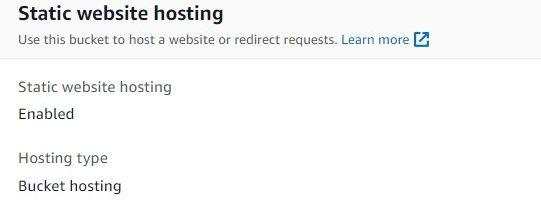 Static website hosting
Use this bucket to host a website or redirect requests. Learn more
Static website hosting
Enabled
Hosting type
Bucket hosting